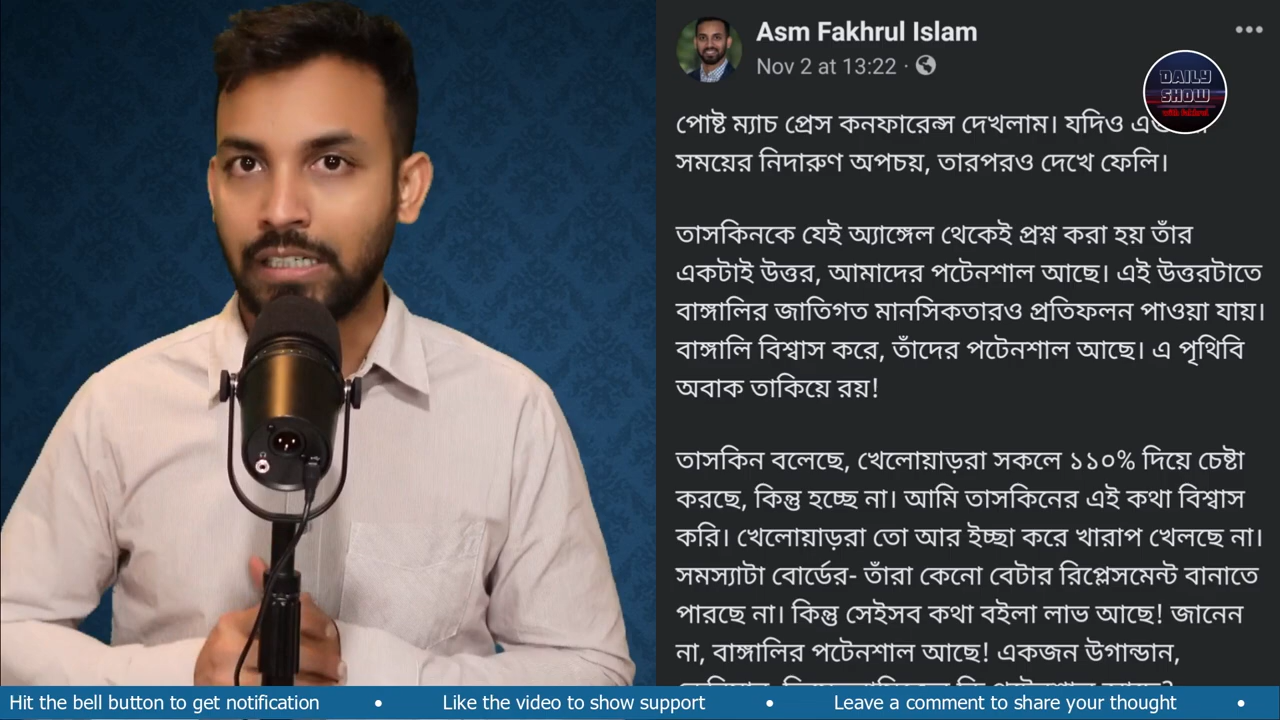 Asm Fakhrul Islam
Nov 2 at 13:22
DAILY
SHOW
with fakhrul
পোষ্ট ম্যাচ প্রেস কনফারেন্স দেখলাম। যদিও
সময়ের নিদারুণ অপচয়, তারপরও দেখে ফেলি।
তাসকিনকে যেই অ্যাঙ্গেল থেকেই প্রশ্ন করা হয় তাঁর
একটাই উত্তর, আমাদের পটেনশাল আছে। এই উত্তরটাতে
বাঙ্গালির জাতিগত মানসিকতারও প্রতিফলন পাওয়া যায়।
বাঙ্গালি বিশ্বাস করে, তাঁদের পটেনশাল আছে। এ পৃথিবি
অবাক তাকিয়ে রয়!
তাসকিন বলেছে, খেলোয়াড়রা সকলে ১১০% দিয়ে চেষ্টা
করছে, কিন্তু হচ্ছে না। আমি তাসকিনের এই কথা বিশ্বাস
করি। খেলোয়াড়রা তো আর ইচ্ছা করে খারাপ খেলছে না।
সমস্যাটা বোর্ডের- তাঁরা কেনো বেটার রিপ্লেসমেন্ট বানাতে
পারছে না। কিন্তু সেইসব কথা বইলা লাভ আছে! জানেন
না, বাঙ্গালির পটেনশাল আছে! একজন উগান্ডান,
Hit the bell button to get notification • Like the video to show support • Leave a comment to share your thought •